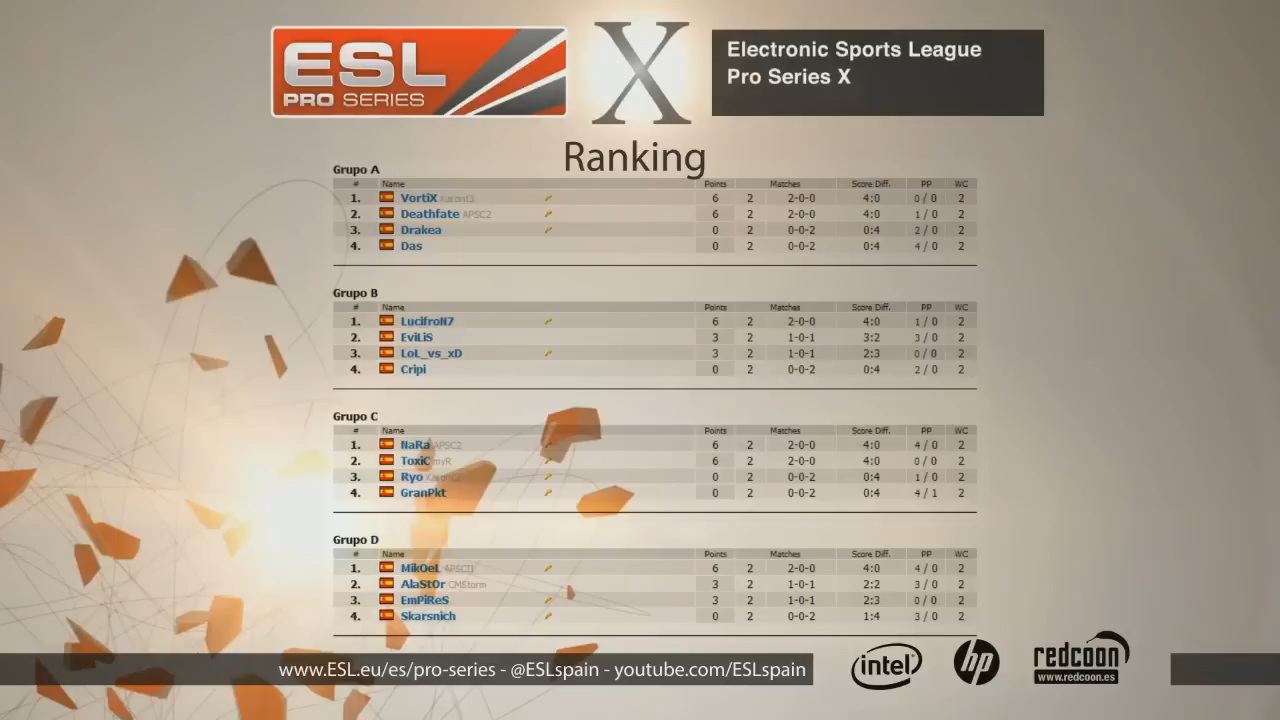 ESL
PRO SERIES
X
Electronic Sports League
Pro Series X
Ranking
Grupo A
# Name Points Matches Score Diff. PP WC
1. VortiX Karont3 6 2 2-0-0 4:0 0 / 0 2
2. Deathfate APSC2 6 2 2-0-0 4:0 1 / 0 2
3. Drakea 0 2 0-0-2 0:4 2 / 0 2
4. Das 0 2 0-0-2 0:4 4 / 0 2
Grupo B
# Name Points Matches Score Diff. PP WC
1. LucifroN7 6 2 2-0-0 4:0 1 / 0 2
2. EviLiS 3 2 1-0-1 3:2 3 / 0 2
3. LoL_vs_xD 3 2 1-0-1 2:3 0 / 0 2
4. Cripi 0 2 0-0-2 0:4 2 / 0 2
Grupo C
# Name Points Matches Score Diff. PP WC
1. NaRa APSC2 6 2 2-0-0 4:0 4 / 0 2
2. ToxiC myR 6 2 2-0-0 4:0 0 / 0 2
3. Ryo 0 2 0-0-2 0:4 1 / 0 2
4. GranPkt 0 2 0-0-2 0:4 4 / 1 2
Grupo D
# Name Points Matches Score Diff. PP WC
1. MikOeL APSCII 6 2 2-0-0 4:0 4 / 0 2
2. AlaStOr CMStorm 3 2 1-0-1 2:2 3 / 0 2
3. EmPiReS 3 2 1-0-1 2:3 0 / 0 2
4. Skarsnich 0 2 0-0-2 1:4 3 / 0 2
www.ESL.eu/es/pro-series - @ESLspain - youtube.com/ESLspain
intel
hp
redcoon
www.redcoon.es